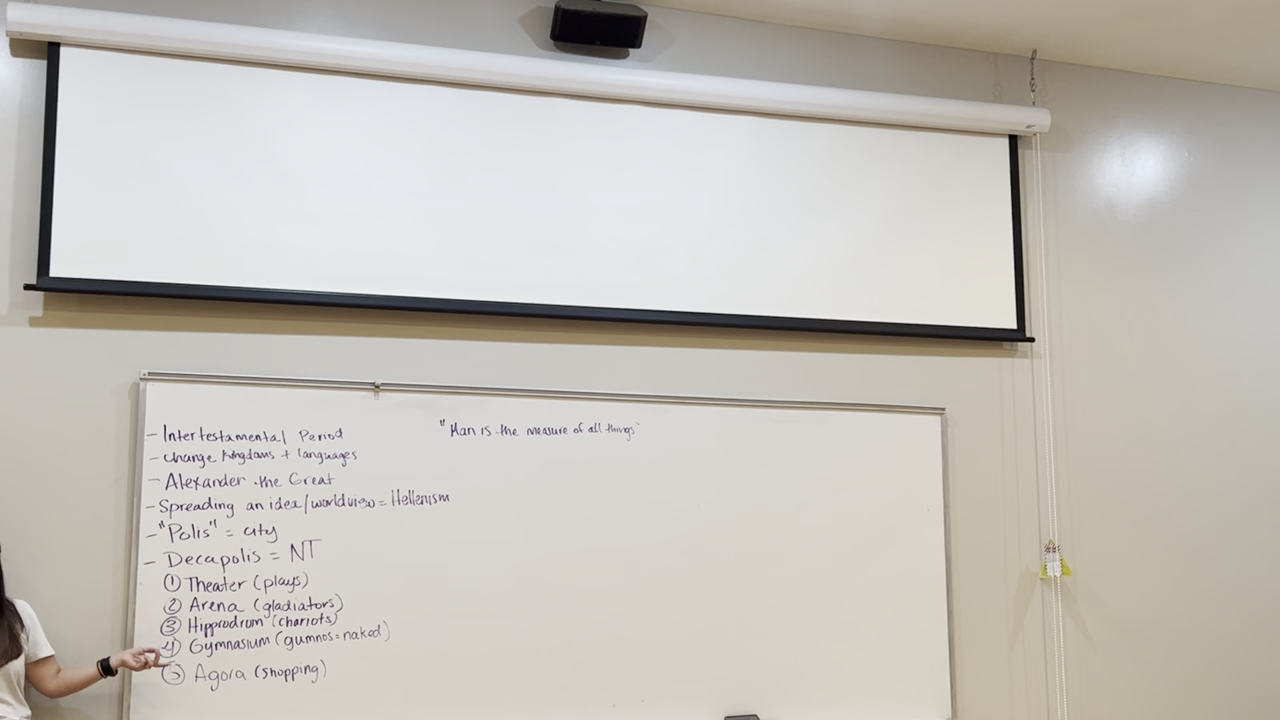 - Intertestamental Period
- Change Kingdoms + languages
- Alexander the Great
- Spreading an idea/worldview = Hellenism
- "Polis" = city
- Decapolis = NT
① Theater (plays)
② Arena (gladiators)
③ Hipprodrom (chariots)
④ Gymnasium (gumnos = naked)
⑤ Agora (shopping)
"Man is the measure of all things"